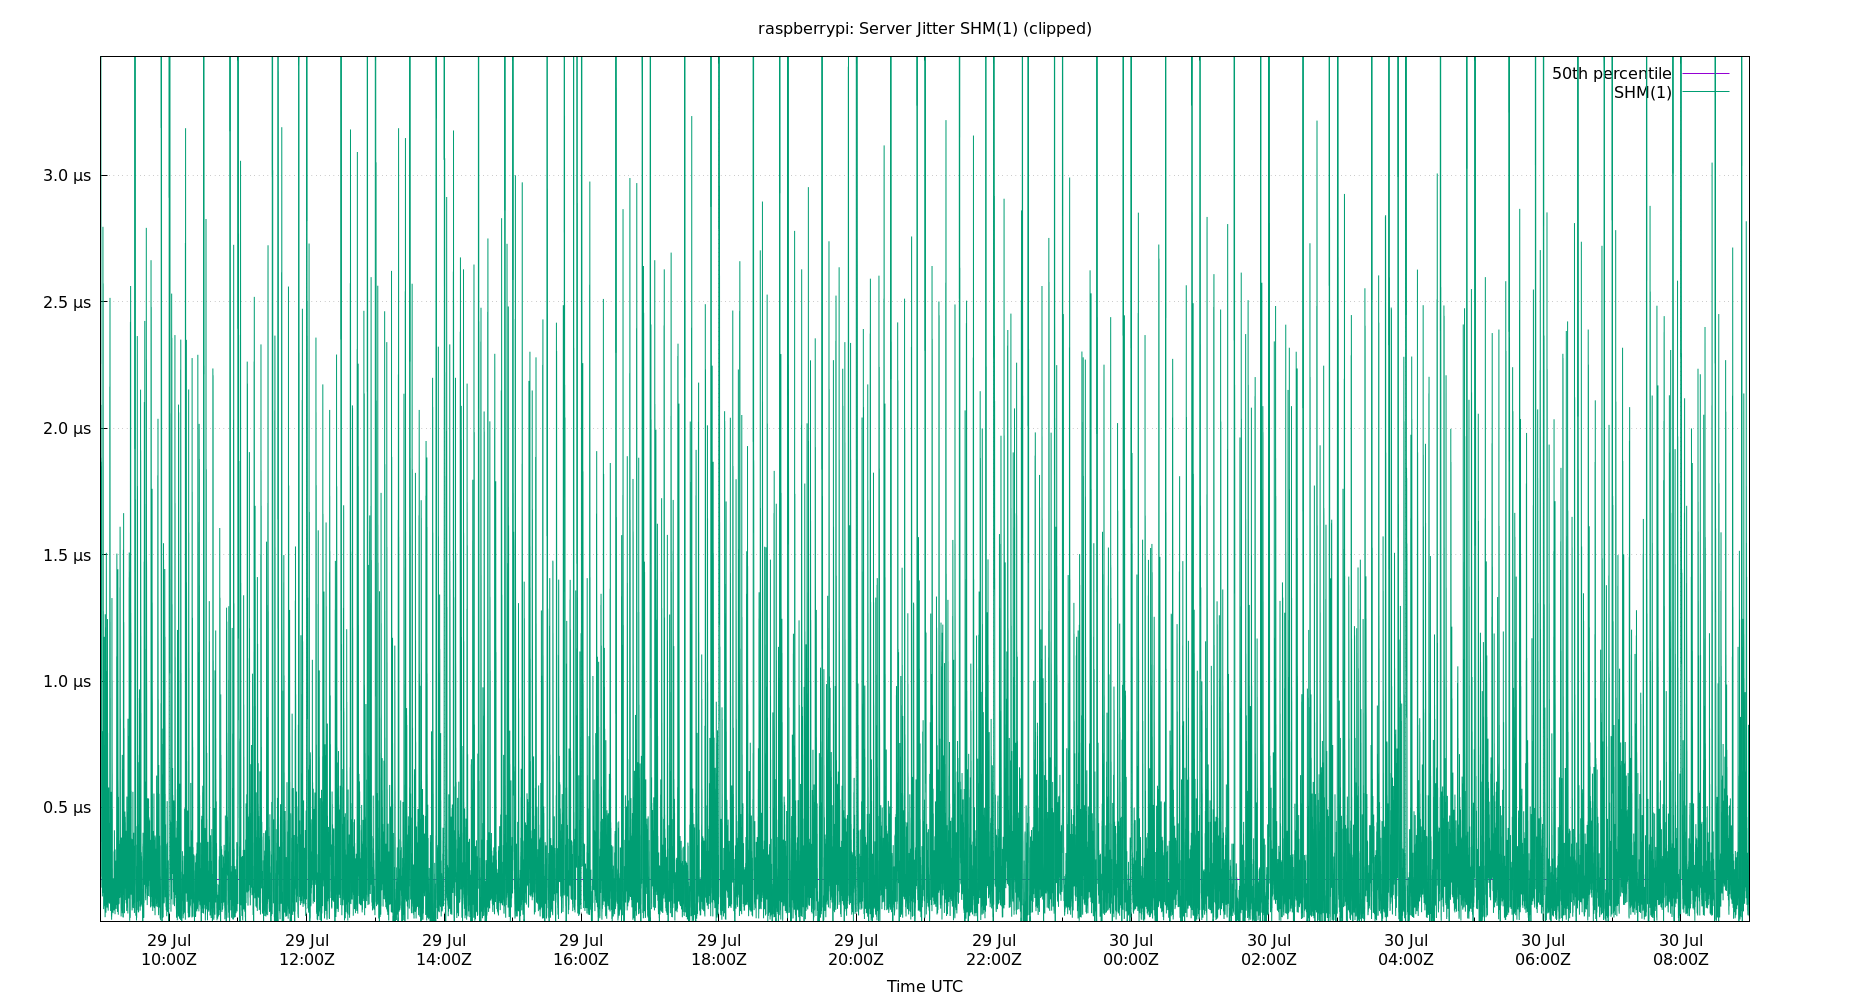 raspberrypi: Server Jitter SHM(1) (clipped)
50th percentile
SHM(1)
3.0 µs
2.5 µs
2.0 µs
1.5 µs
1.0 µs
0.5 µs
29 Jul 29 Jul 29 Jul 29 Jul 29 Jul 29 Jul 29 Jul 30 Jul 30 Jul 30 Jul 30 Jul 30 Jul
10:00Z 12:00Z 14:00Z 16:00Z 18:00Z 20:00Z 22:00Z 00:00Z 02:00Z 04:00Z 06:00Z 08:00Z
Time UTC